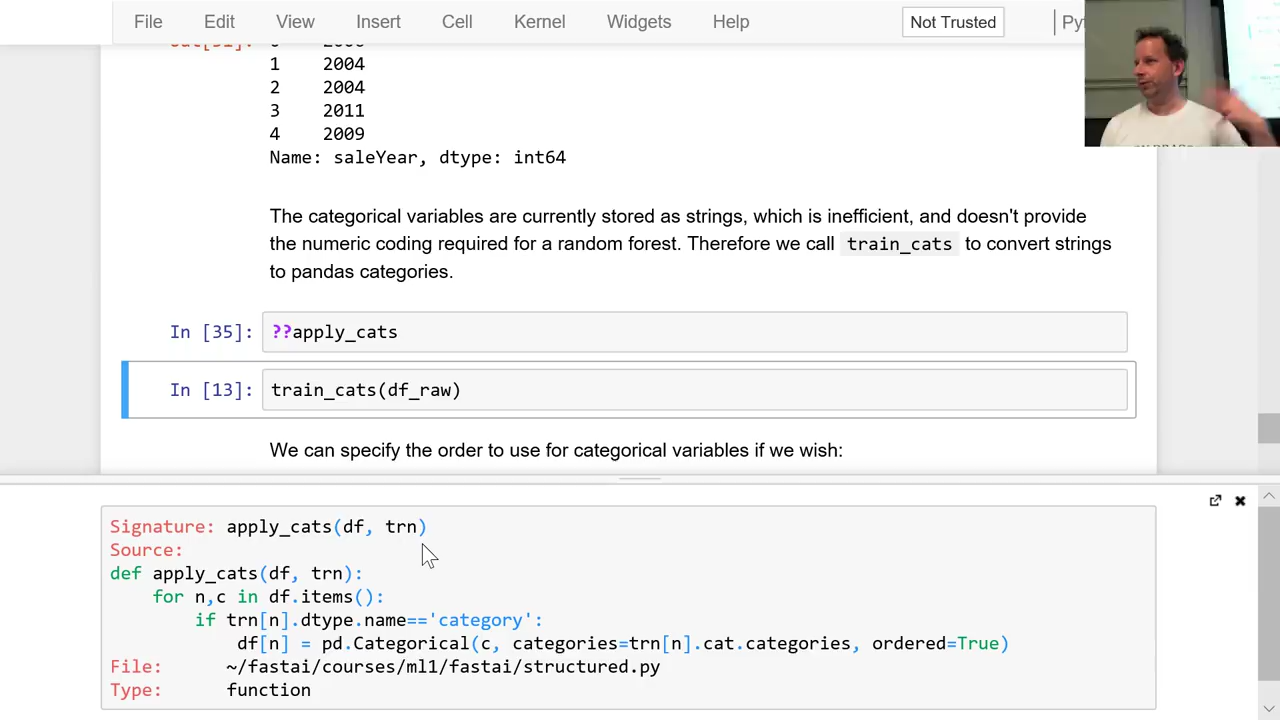 File Edit View Insert Cell Kernel Widgets Help Not Trusted
1 2004
2 2004
3 2011
4 2009
Name: saleYear, dtype: int64
The categorical variables are currently stored as strings, which is inefficient, and doesn't provide
the numeric coding required for a random forest. Therefore we call train_cats to convert strings
to pandas categories.
In [35]: ??apply_cats
In [13]: train_cats(df_raw)
We can specify the order to use for categorical variables if we wish:
Signature: apply_cats(df, trn)
Source:
def apply_cats(df, trn):
for n,c in df.items():
if trn[n].dtype.name=='category':
df[n] = pd.Categorical(c, categories=trn[n].cat.categories, ordered=True)
File: ~/fastai/courses/ml1/fastai/structured.py
Type: function